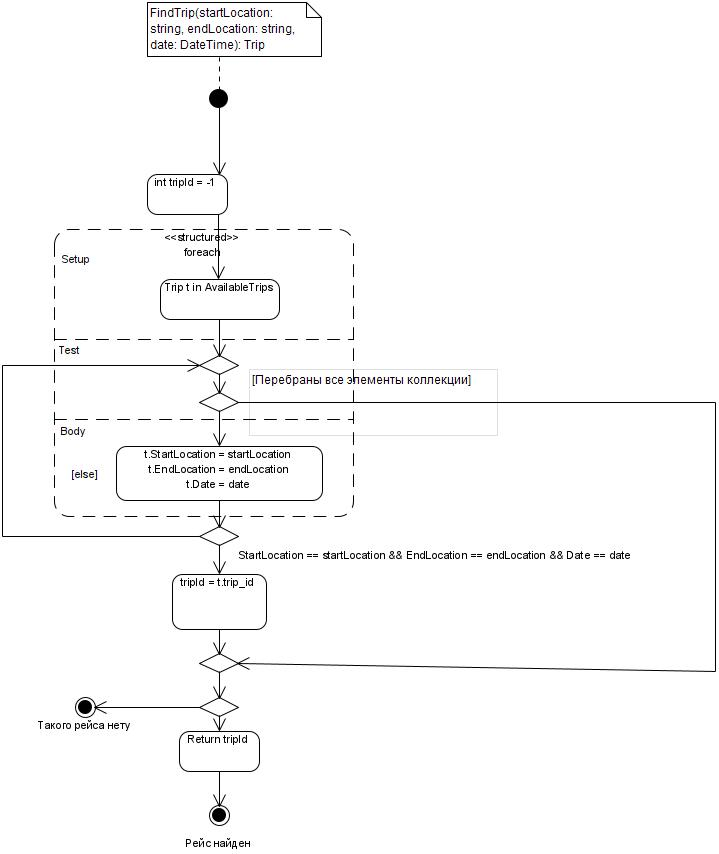 FindTrip(startLocation:
string, endLocation: string,
date: DateTime): Trip
int tripId = -1
<<structured>>
foreach
Setup
Trip t in AvailableTrips
Test
[Перебраны все элементы коллекции]
Body
t.StartLocation = startLocation
t.EndLocation = endLocation
t.Date = date
[else]
StartLocation == startLocation && EndLocation == endLocation && Date == date
tripId = t.trip_id
Такого рейса нету
Return tripId
Рейс найден